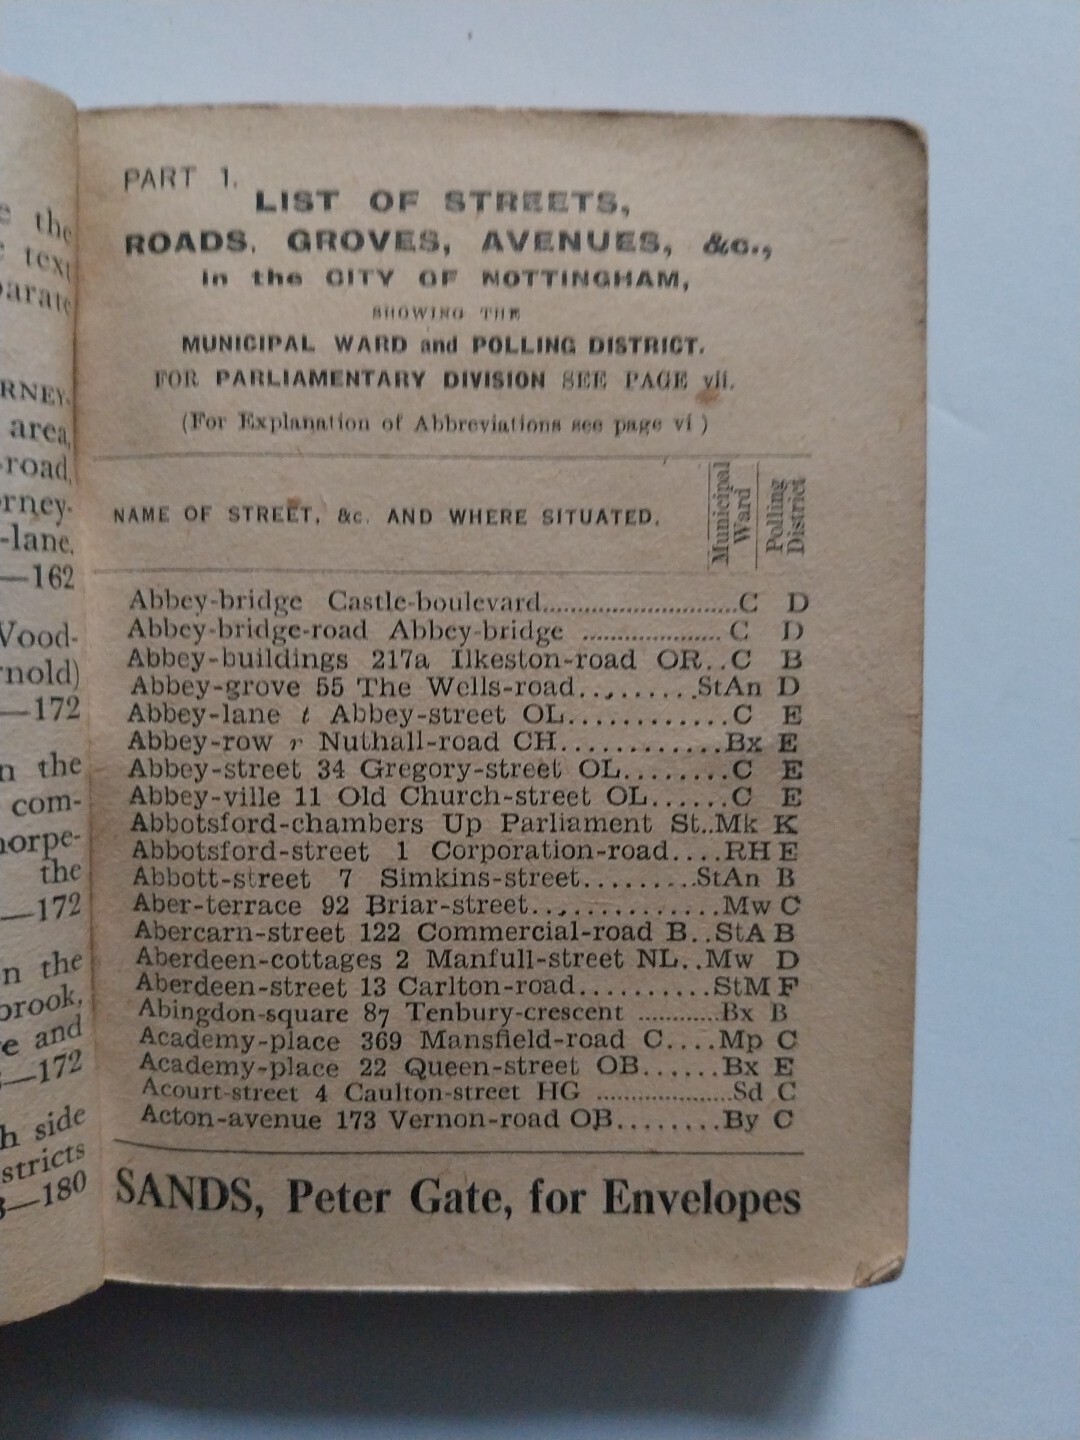 the
text
parate
RNEY-
area,
-road,
rney-
-lane,
—162
Wood-
rnold)
—172
n the
com-
horpe-
the
—172
n the
brook,
e and
—172
h side
stricts
—180
PART 1.
LIST OF STREETS,
ROADS, GROVES, AVENUES, &c.,
in the CITY OF NOTTINGHAM,
SHOWING THE
MUNICIPAL WARD and POLLING DISTRICT.
FOR PARLIAMENTARY DIVISION SEE PAGE vii.
(For Explanation of Abbreviations see page vi )
NAME OF STREET, &c. AND WHERE SITUATED.
Municipal Ward
Polling District
Abbey-bridge Castle-boulevard............................C D
Abbey-bridge-road Abbey-bridge ..................... C D
Abbey-buildings 217a Ilkeston-road OR..C B
Abbey-grove 55 The Wells-road.........StAn D
Abbey-lane t Abbey-street OL............C E
Abbey-row r Nuthall-road CH............Bx E
Abbey-street 34 Gregory-street OL........C E
Abbey-ville 11 Old Church-street OL......C E
Abbotsford-chambers Up Parliament St..Mk K
Abbotsford-street 1 Corporation-road....RH E
Abbott-street 7 Simkins-street.........StAn B
Aber-terrace 92 Briar-street..............Mw C
Abercarn-street 122 Commercial-road B..StA B
Aberdeen-cottages 2 Manfull-street NL..Mw D
Aberdeen-street 13 Carlton-road..........StM F
Abingdon-square 87 Tenbury-crescent ............Bx B
Academy-place 369 Mansfield-road C....Mp C
Academy-place 22 Queen-street OB......Bx E
Acourt-street 4 Caulton-street HG ....................Sd C
Acton-avenue 173 Vernon-road OB........By C
SANDS, Peter Gate, for Envelopes